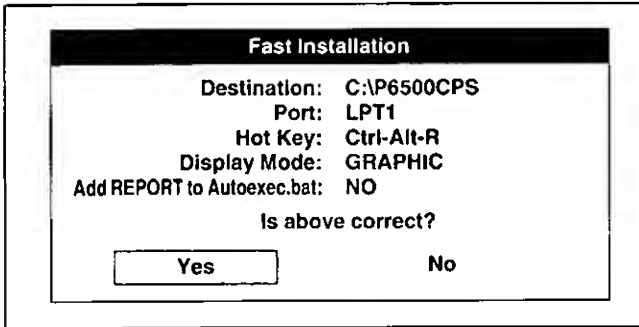 Fast Installation
Destination: C:\P6500CPS
Port: LPT1
Hot Key: Ctrl-Alt-R
Display Mode: GRAPHIC
Add REPORT to Autoexec.bat: NO
Is above correct?
Yes No